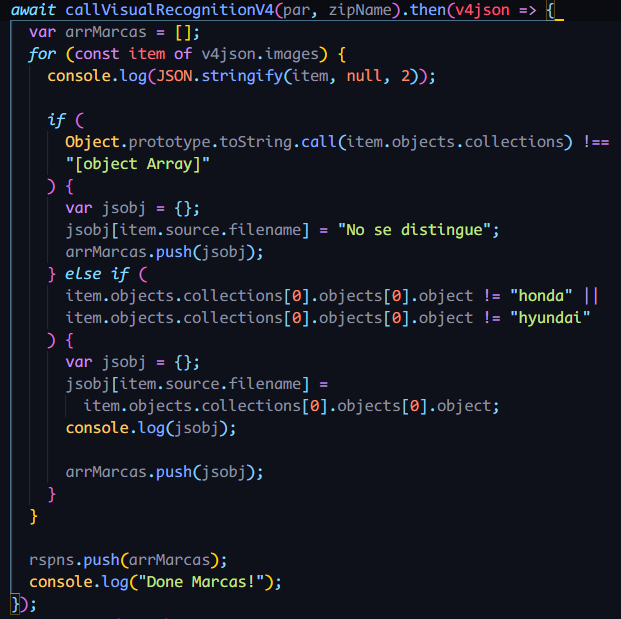 await callVisualRecognitionV4(par, zipName).then(v4json => {
  var arrMarcas = [];
  for (const item of v4json.images) {
    console.log(JSON.stringify(item, null, 2));

    if (
      Object.prototype.toString.call(item.objects.collections) !==
      "[object Array]"
    ) {
      var jsobj = {};
      jsobj[item.source.filename] = "No se distingue";
      arrMarcas.push(jsobj);
    } else if (
      item.objects.collections[0].objects[0].object != "honda" ||
      item.objects.collections[0].objects[0].object != "hyundai"
    ) {
      var jsobj = {};
      jsobj[item.source.filename] =
        item.objects.collections[0].objects[0].object;
      console.log(jsobj);

      arrMarcas.push(jsobj);
    }
  }

  rspns.push(arrMarcas);
  console.log("Done Marcas!");
});